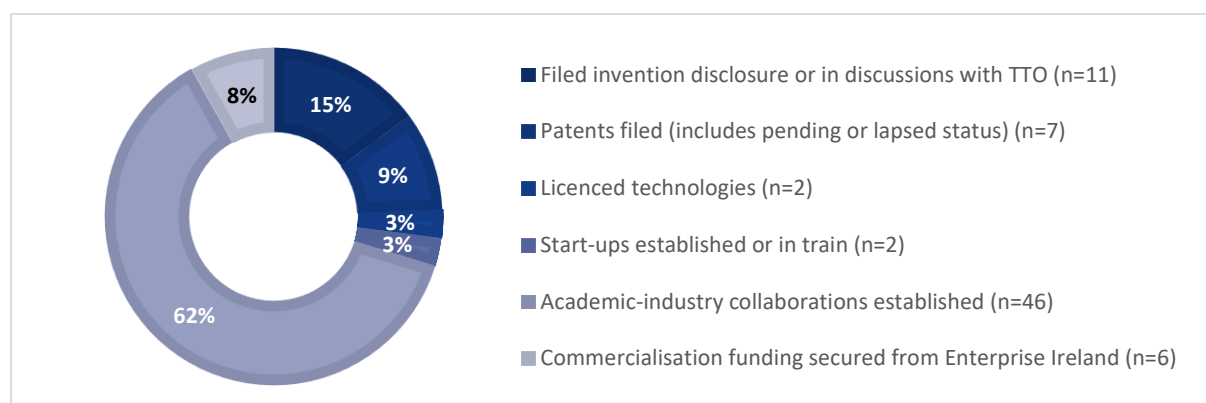 8%
15%
9%
3%
3%
62%
Filed invention disclosure or in discussions with TTO (n=11)
Patents filed (includes pending or lapsed status) (n=7)
Licenced technologies (n=2)
Start-ups established or in train (n=2)
Academic-industry collaborations established (n=46)
Commercialisation funding secured from Enterprise Ireland (n=6)